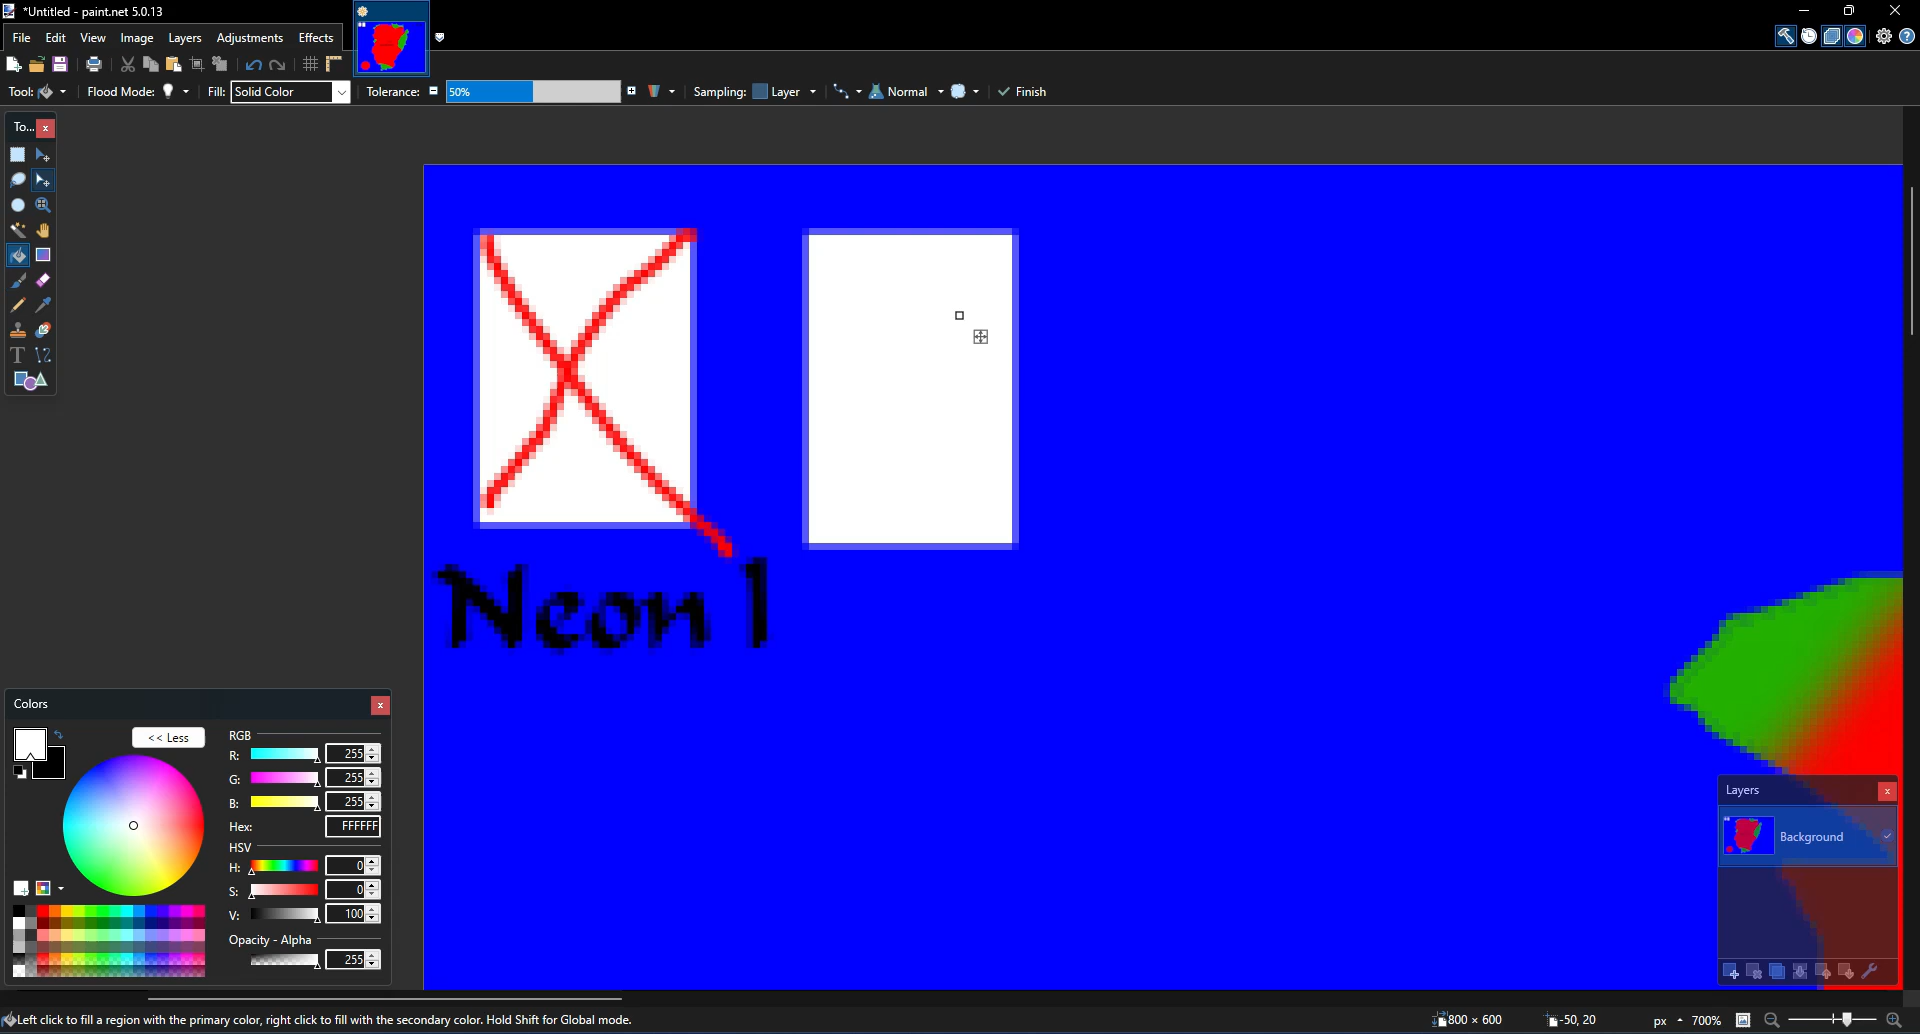 *Untitled - paint.net 5.0.13
File Edit View Image Layers Adjustments Effects
Tool: Flood Mode: Fill: Solid Color Tolerance: 50% Sampling: Layer Normal Finish
To...
Neon 1
Colors
<< Less
RGB
R: 255
G: 255
B: 255
Hex: FFFFFF
HSV
H: 0
S: 0
V: 100
Opacity - Alpha
255
Layers
Background
Left click to fill a region with the primary color, right click to fill with the secondary color. Hold Shift for Global mode. 800 × 600 -50, 20 px 700%